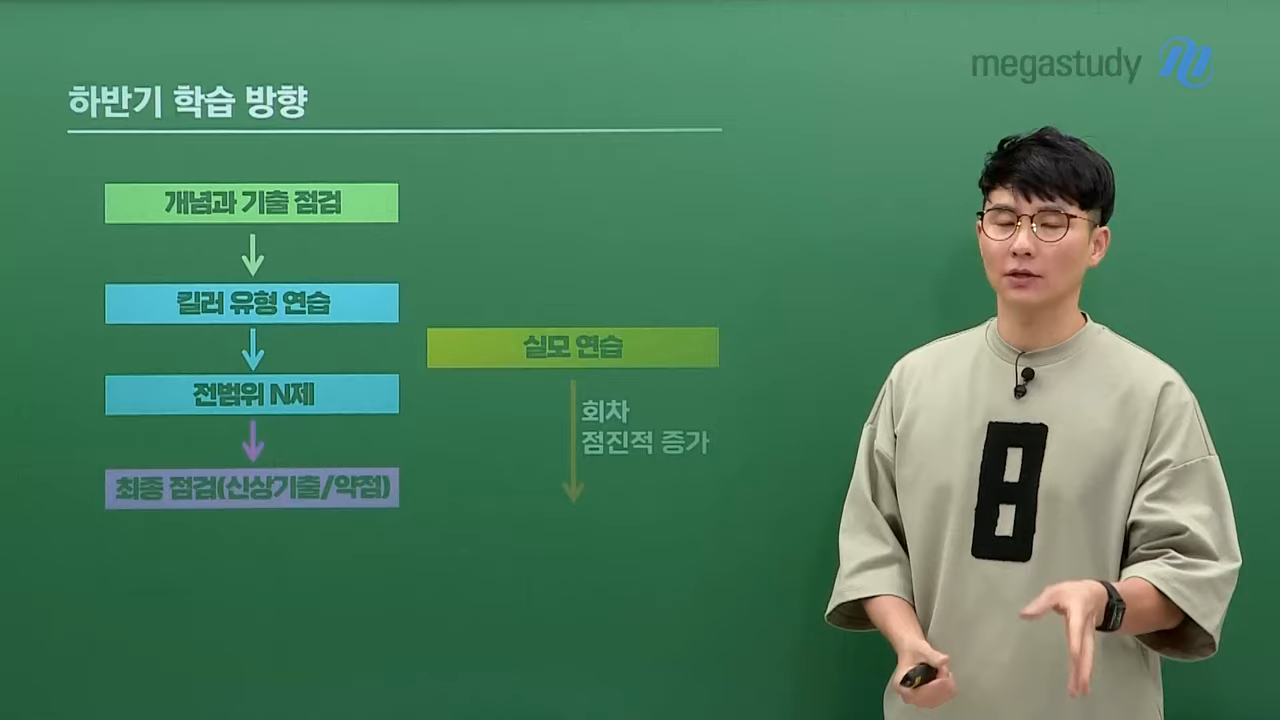 megastudy
하반기 학습 방향
개념과 기출 점검
킬러 유형 연습
전범위 N제
최종 점검(신상기출/약점)
실모 연습
회차
점진적 증가
8